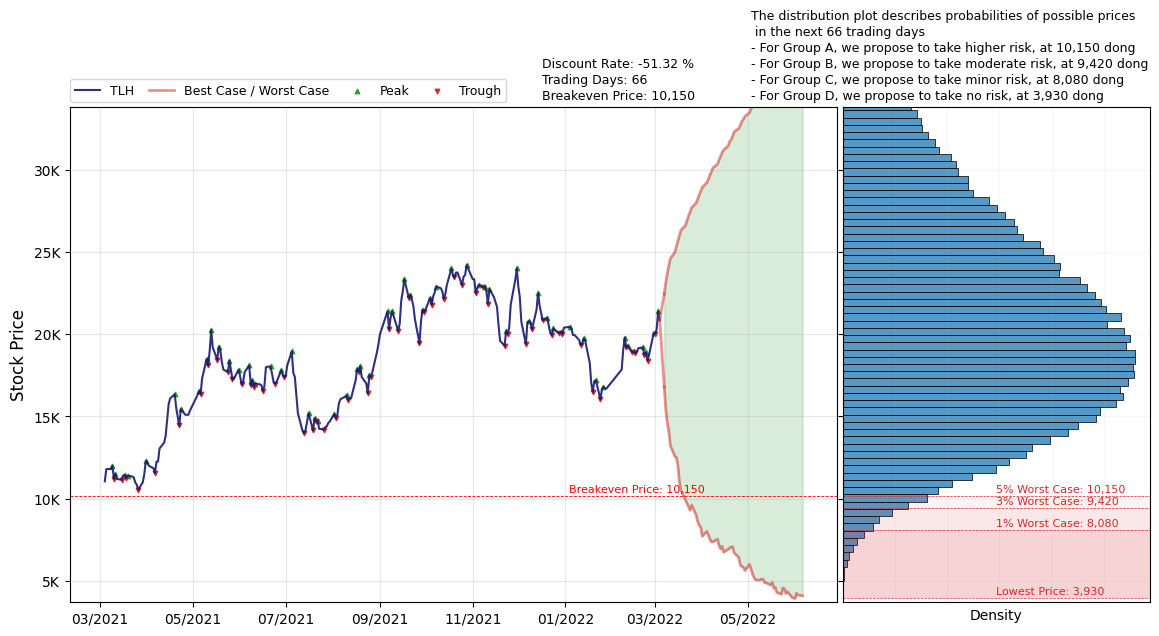 The distribution plot describes probabilities of possible prices
in the next 66 trading days
- For Group A, we propose to take higher risk, at 10,150 dong
- For Group B, we propose to take moderate risk, at 9,420 dong
- For Group C, we propose to take minor risk, at 8,080 dong
- For Group D, we propose to take no risk, at 3,930 dong
Discount Rate: -51.32 %
Trading Days: 66
Breakeven Price: 10,150
TLH
Best Case / Worst Case
Peak
Trough
Stock Price
30K
25K
20K
15K
10K
5K
Breakeven Price: 10,150
03/2021
05/2021
07/2021
09/2021
11/2021
01/2022
03/2022
05/2022
5% Worst Case: 10,150
3% Worst Case: 9,420
1% Worst Case: 8,080
Lowest Price: 3,930
Density